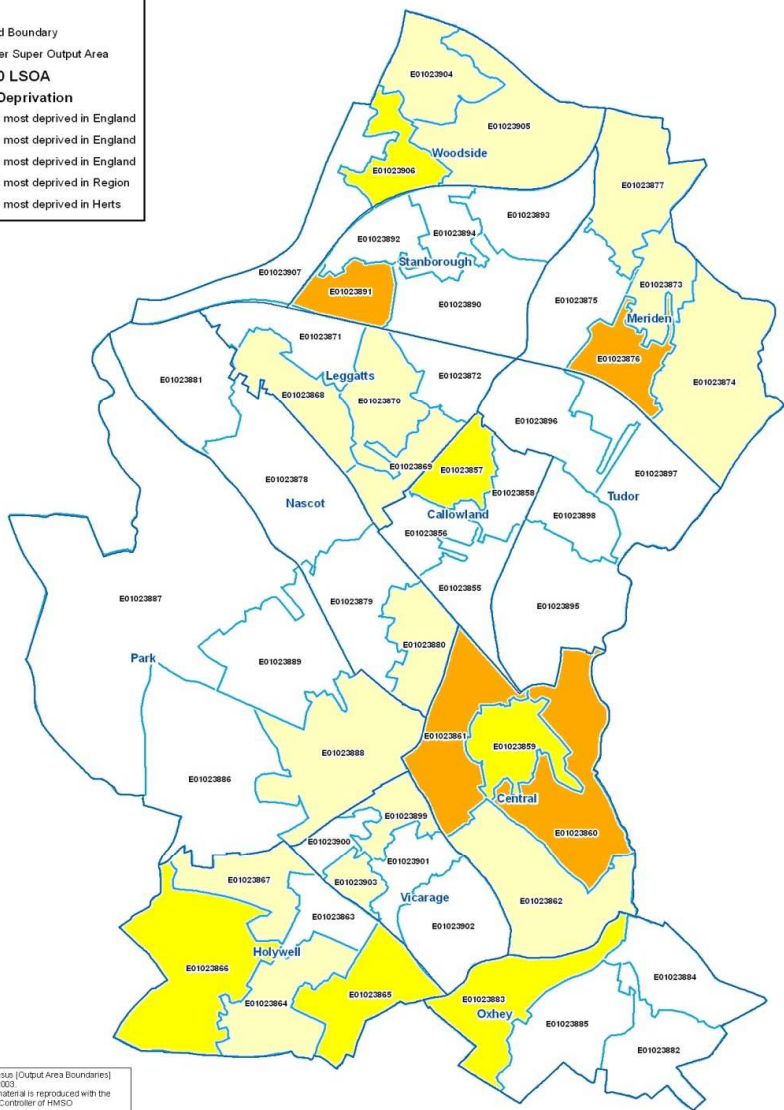 d Boundary
er Super Output Area
LSOA
Deprivation
most deprived in England
most deprived in England
most deprived in England
most deprived in Region
most deprived in Herts
E01023904
E01023905
Woodside
E01023906
E01023877
E01023893
E01023894
E01023892
Stanborough
E01023907
E01023891
E01023890
E01023873
E01023875
Meriden
E01023876
E01023874
E01023871
Leggatts
E01023872
E01023881
E01023868
E01023870
E01023896
E01023869
E01023857
E01023897
E01023878
E01023858
Tudor
Nascot
Callowland
E01023898
E01023856
E01023855
E01023887
E01023879
E01023895
E01023880
Park
E01023889
E01023861
E01023859
E01023888
E01023886
Central
E01023899
E01023860
E01023900
E01023901
E01023867
E01023903
Vicarage
E01023862
E01023863
E01023902
Holywell
E01023866
E01023884
E01023865
E01023883
E01023864
Oxhey
E01023885
E01023882
sus [Output Area Boundaries]
003.
aterial is reproduced with the
Controller of HMSO